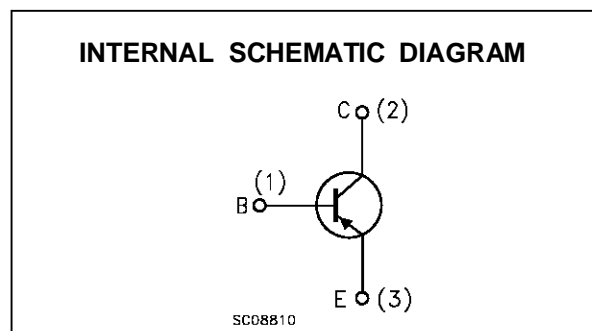 INTERNAL SCHEMATIC DIAGRAM
C (2)
(1)
B
E (3)
SC08810